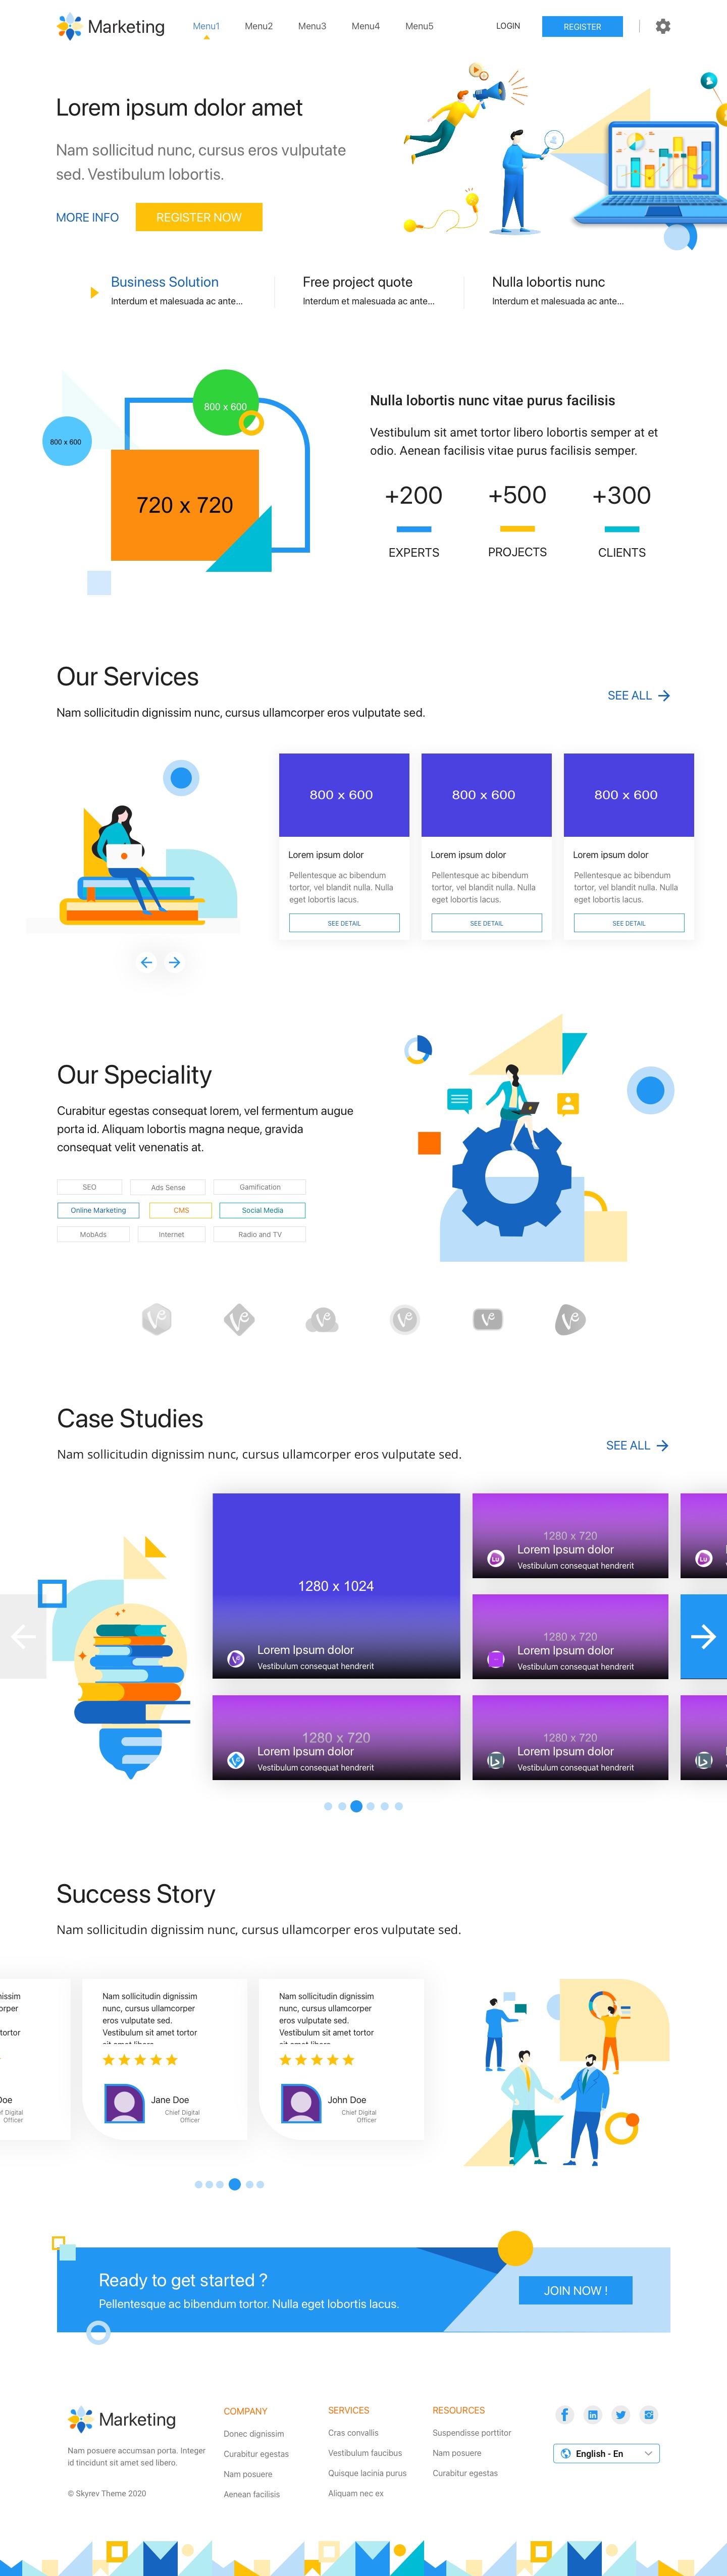 Marketing
Menu1
Menu2
Menu3
Menu4
Menu5
LOGIN
REGISTER
Lorem ipsum dolor amet
Nam sollicitud nunc, cursus eros vulputate
sed. Vestibulum lobortis.
MORE INFO
REGISTER NOW
Business Solution
Interdum et malesuada ac ante...
Free project quote
Interdum et malesuada ac ante...
Nulla lobortis nunc
Interdum et malesuada ac ante...
800 x 600
800 x 600
720 x 720
Nulla lobortis nunc vitae purus facilisis
Vestibulum sit amet tortor libero lobortis semper at et
odio. Aenean facilisis vitae purus facilisis semper.
+200
+500
+300
EXPERTS
PROJECTS
CLIENTS
Our Services
SEE ALL
Nam sollicitudin dignissim nunc, cursus ullamcorper eros vulputate sed.
800 x 600
Lorem ipsum dolor
Pellentesque ac bibendum
tortor, vel blandit nulla. Nulla
eget lobortis lacus.
SEE DETAIL
800 x 600
Lorem ipsum dolor
Pellentesque ac bibendum
tortor, vel blandit nulla. Nulla
eget lobortis lacus.
SEE DETAIL
800 x 600
Lorem ipsum dolor
Pellentesque ac bibendum
tortor, vel blandit nulla. Nulla
eget lobortis lacus.
SEE DETAIL
Our Speciality
Curabitur egestas consequat lorem, vel fermentum augue
porta id. Aliquam lobortis magna neque, gravida
consequat velit venenatis at.
SEO
Ads Sense
Gamification
Online Marketing
CMS
Social Media
MobAds
Internet
Radio and TV
Ve
Ve
Ve
Ve
Ve
Ve
Case Studies
Nam sollicitudin dignissim nunc, cursus ullamcorper eros vulputate sed.
SEE ALL
1280 x 1024
Lorem Ipsum dolor
Vestibulum consequat hendrerit
1280 x 720
Lorem Ipsum dolor
Vestibulum consequat hendrerit
1280 x 720
Lorem Ipsum dolor
Vestibulum consequat hendrerit
1280 x 720
Lorem Ipsum dolor
Vestibulum consequat hendrerit
1280 x 720
Lorem Ipsum dolor
Vestibulum consequat hendrerit
Success Story
Nam sollicitudin dignissim nunc, cursus ullamcorper eros vulputate sed.
Nam sollicitudin dignissim
nunc, cursus ullamcorper
eros vulputate sed.
Vestibulum sit amet tortor
Jane Doe
Chief Digital
Officer
Nam sollicitudin dignissim
nunc, cursus ullamcorper
eros vulputate sed.
Vestibulum sit amet tortor
John Doe
Chief Digital
Officer
Ready to get started ?
Pellentesque ac bibendum tortor. Nulla eget lobortis lacus.
JOIN NOW !
Marketing
Nam posuere accumsan porta. Integer
id tincidunt sit amet sed libero.
© Skyrev Theme 2020
COMPANY
Donec dignissim
Curabitur egestas
Nam posuere
Aenean facilisis
SERVICES
Cras convallis
Vestibulum faucibus
Quisque lacinia purus
Aliquam nec ex
RESOURCES
Suspendisse porttitor
Nam posuere
Curabitur egestas
English - En